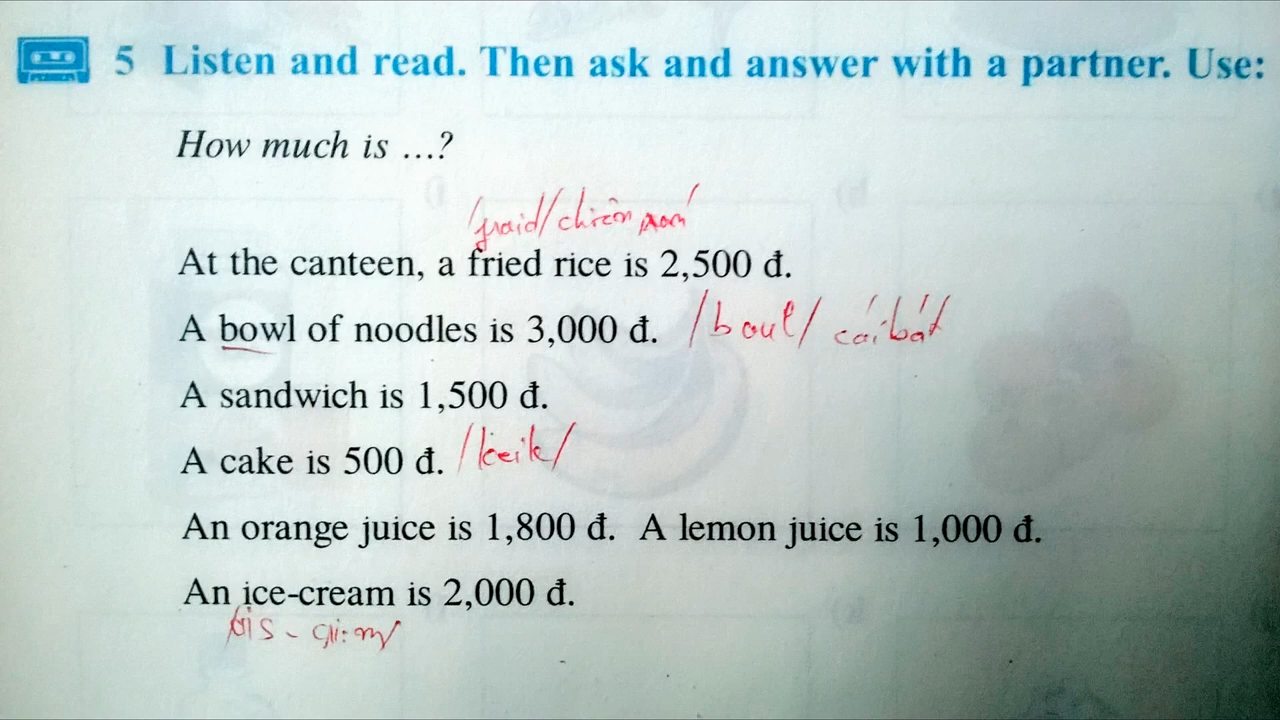 5 Listen and read. Then ask and answer with a partner. Use:
How much is ...?
/fraid/
At the canteen, a fried rice is 2,500 đ.
A bowl of noodles is 3,000 đ. /boul/ cái bát
A sandwich is 1,500 đ.
A cake is 500 đ. /keik/
An orange juice is 1,800 đ. A lemon juice is 1,000 đ.
An ice-cream is 2,000 đ.